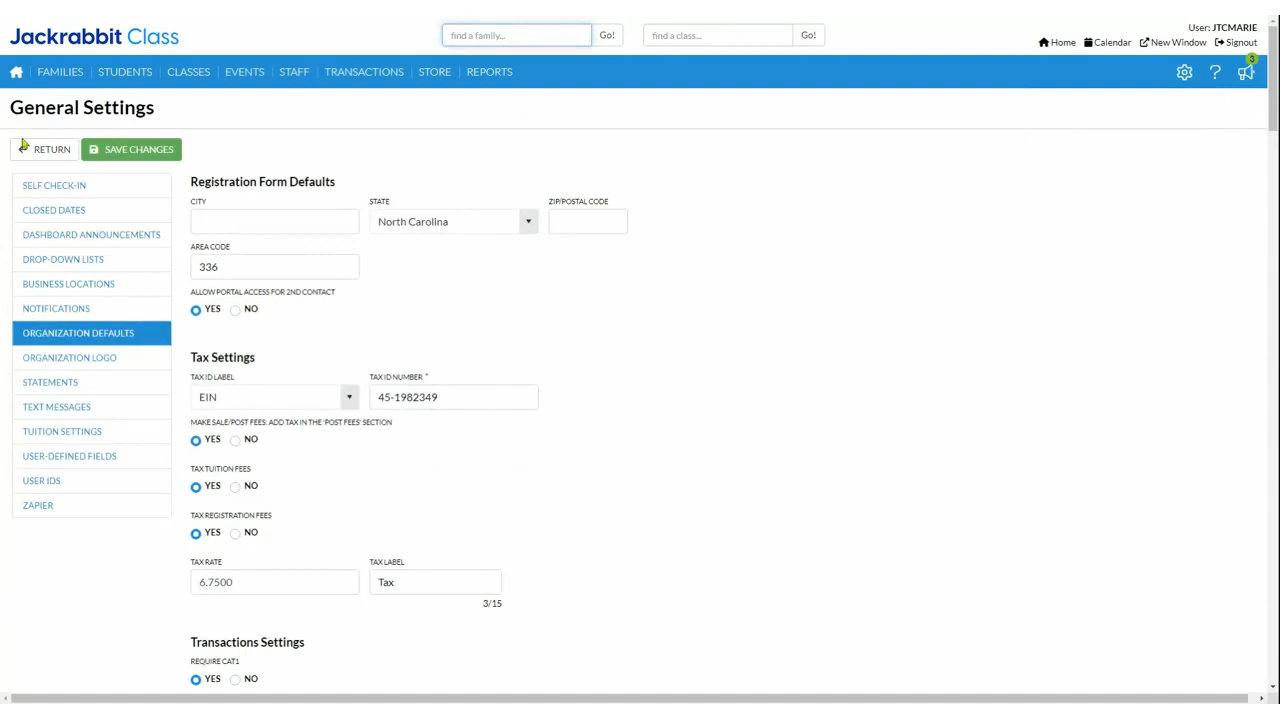 Jackrabbit Class
find a family...
Go!
find a class...
Go!
User: JTCMARIE
Home Calendar New Window Signout
FAMILIES STUDENTS CLASSES EVENTS STAFF TRANSACTIONS STORE REPORTS
?
3
General Settings
RETURN
SAVE CHANGES
SELF CHECK-IN
CLOSED DATES
DASHBOARD ANNOUNCEMENTS
DROP-DOWN LISTS
BUSINESS LOCATIONS
NOTIFICATIONS
ORGANIZATION DEFAULTS
ORGANIZATION LOGO
STATEMENTS
TEXT MESSAGES
TUITION SETTINGS
USER-DEFINED FIELDS
USER IDS
ZAPIER
Registration Form Defaults
CITY STATE ZIP/POSTAL CODE
North Carolina
AREA CODE
336
ALLOW PORTAL ACCESS FOR 2ND CONTACT
YES NO
Tax Settings
TAX ID LABEL TAX ID NUMBER *
EIN 45-1982349
MAKE SALE/POST FEES: ADD TAX IN THE 'POST FEES' SECTION
YES NO
TAX TUITION FEES
YES NO
TAX REGISTRATION FEES
YES NO
TAX RATE TAX LABEL
6.7500 Tax
3/15
Transactions Settings
REQUIRE CAT1
YES NO